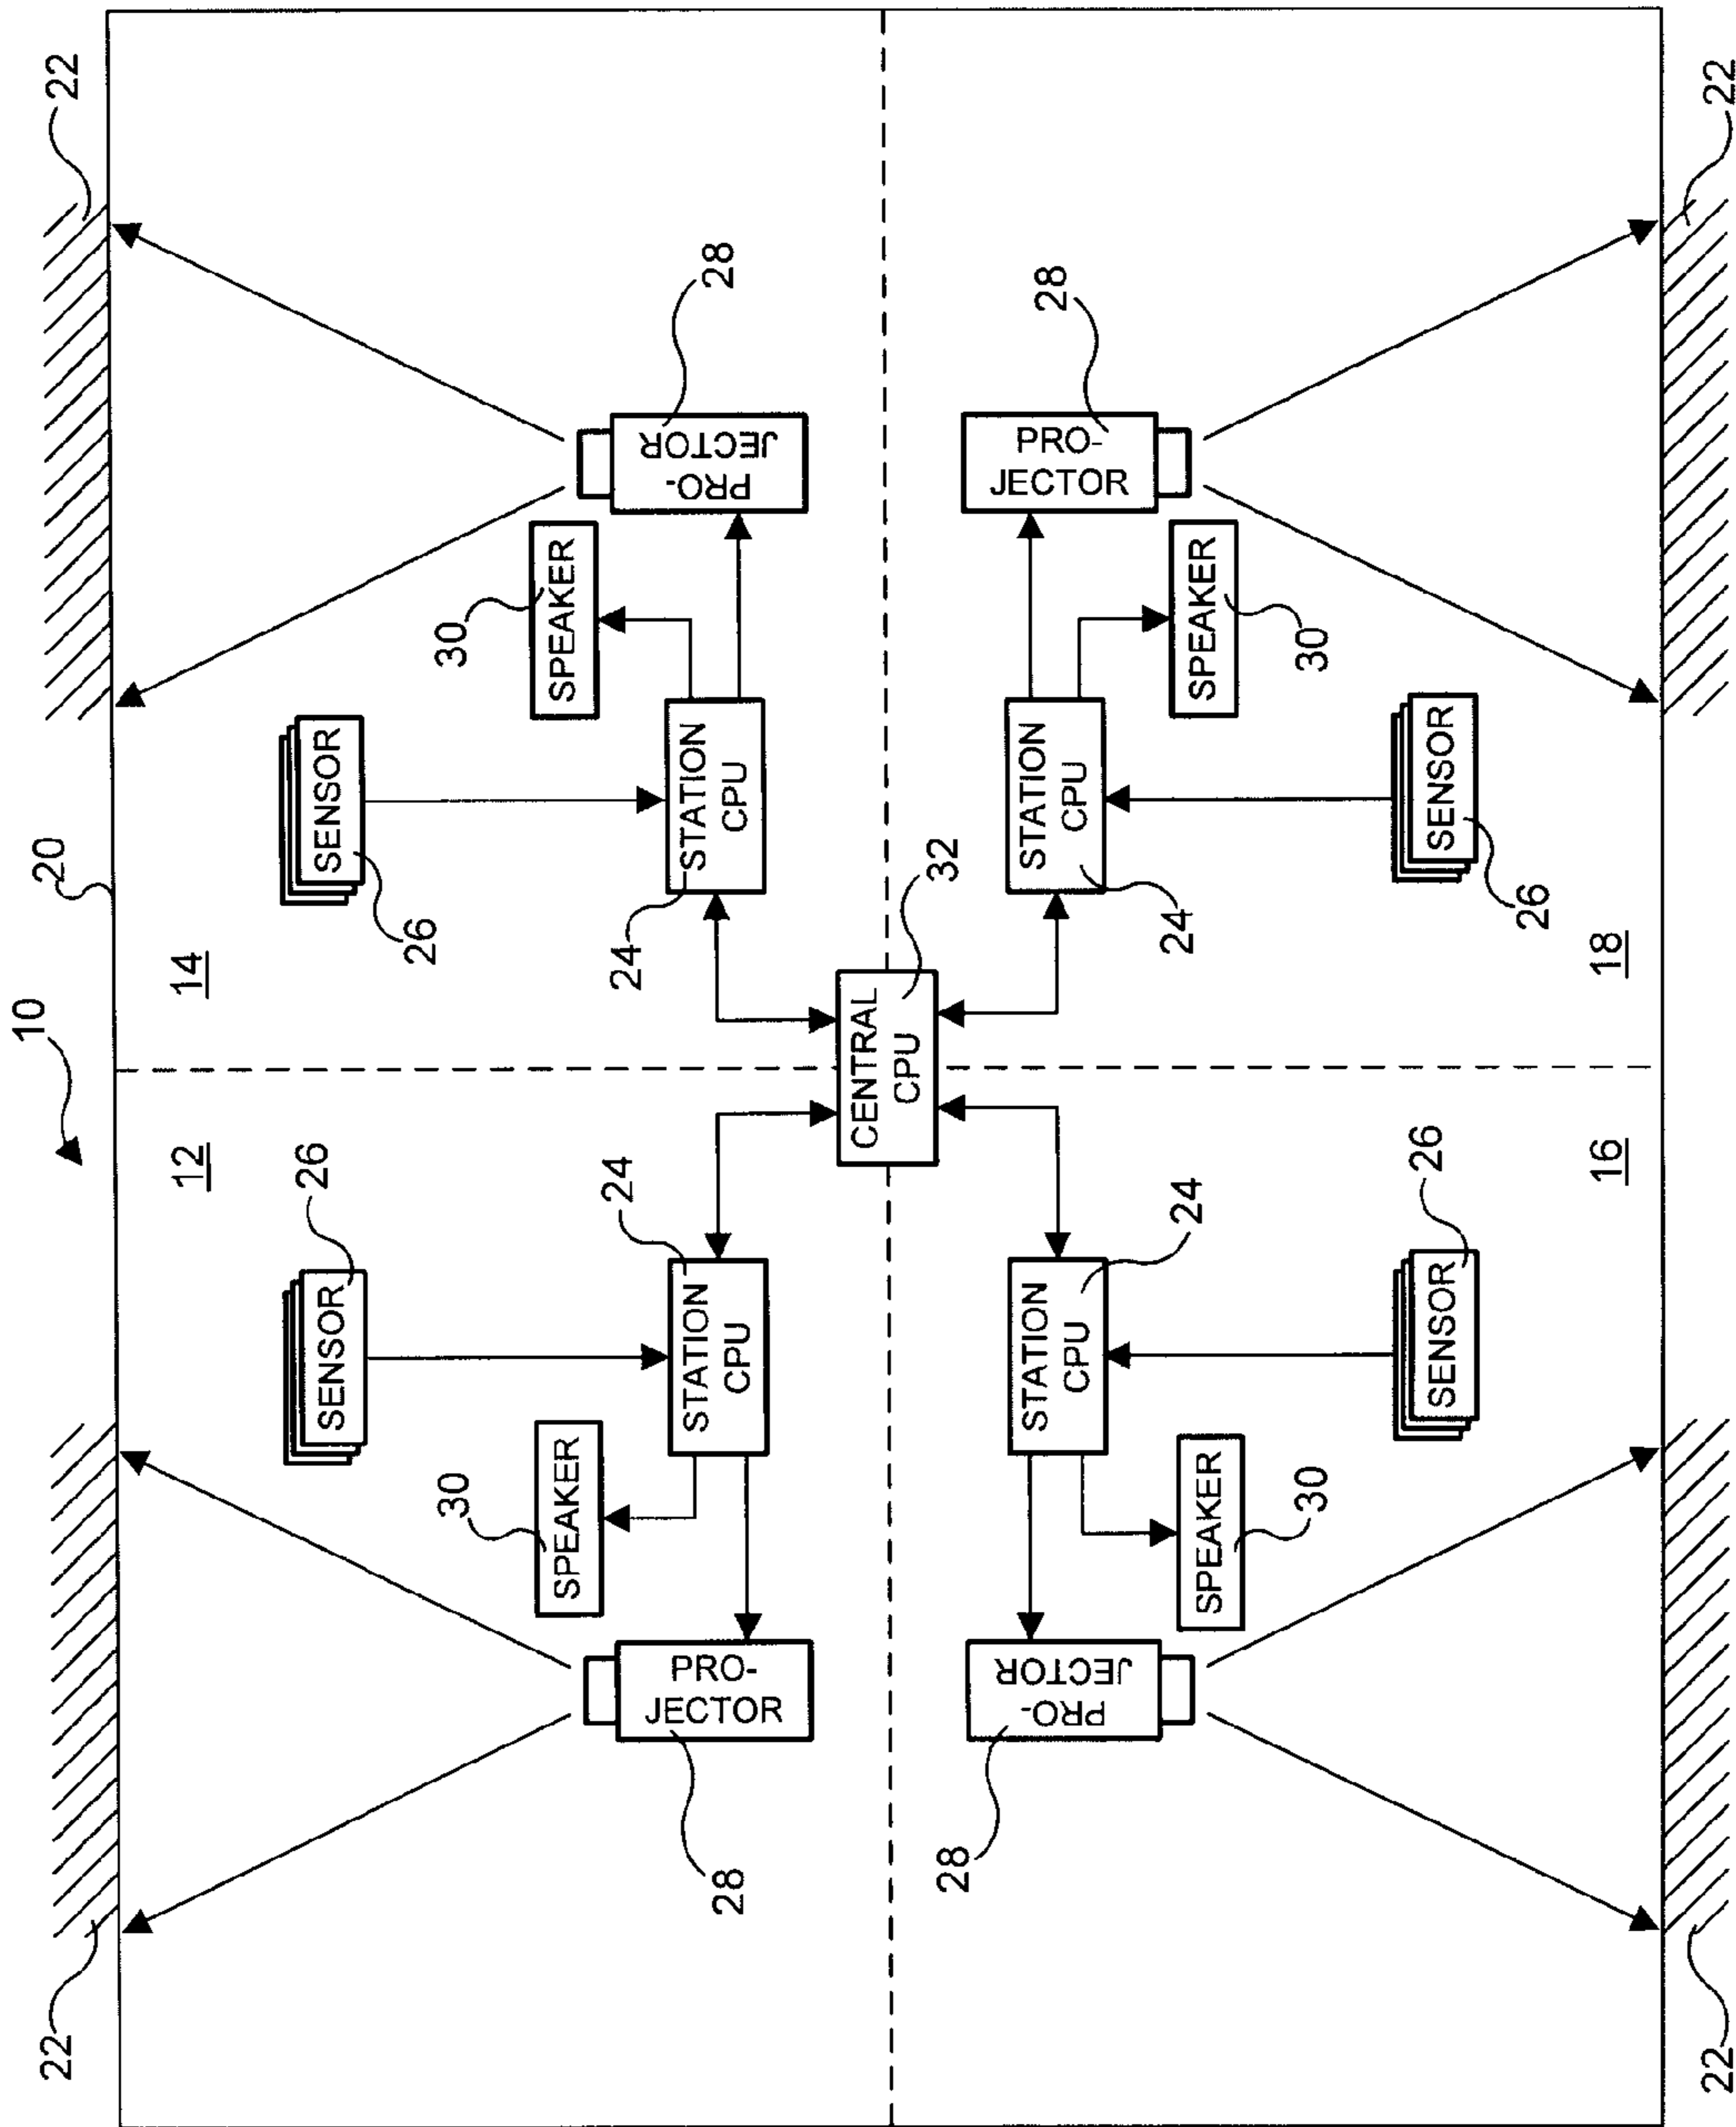 10
20
22
22
12
14
26
SENSOR
SENSOR
26
30
SPEAKER
30
SPEAKER
24
24
28
PRO-
JECTOR
STATION
CPU
STATION
CPU
PRO-
JECTOR
28
CENTRAL
CPU
32
28
PRO-
JECTOR
STATION
CPU
24
STATION
CPU
24
PRO-
JECTOR
28
SPEAKER
30
SPEAKER
30
SENSOR
26
SENSOR
26
16
18
22
22